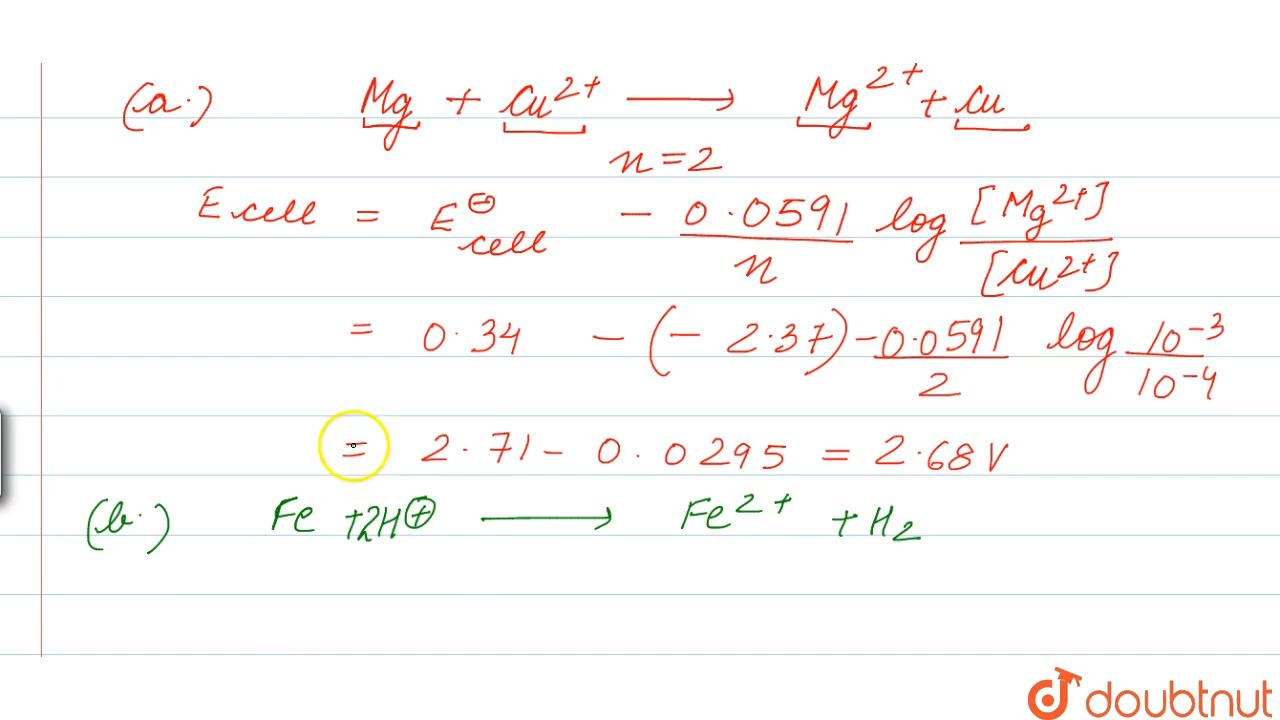 (a.) Mg + Cu²⁺ ⟶ Mg²⁺ + Cu
n = 2
E cell = E⊖cell − 0.0591/n log [Mg²⁺]/[Cu²⁺]
= 0.34 − (− 2.37) − 0.0591/2 log 10⁻³/10⁻⁴
= 2.71 − 0.0295 = 2.68 V
(b.) Fe + 2H⊕ ⟶ Fe²⁺ + H₂
doubtnut